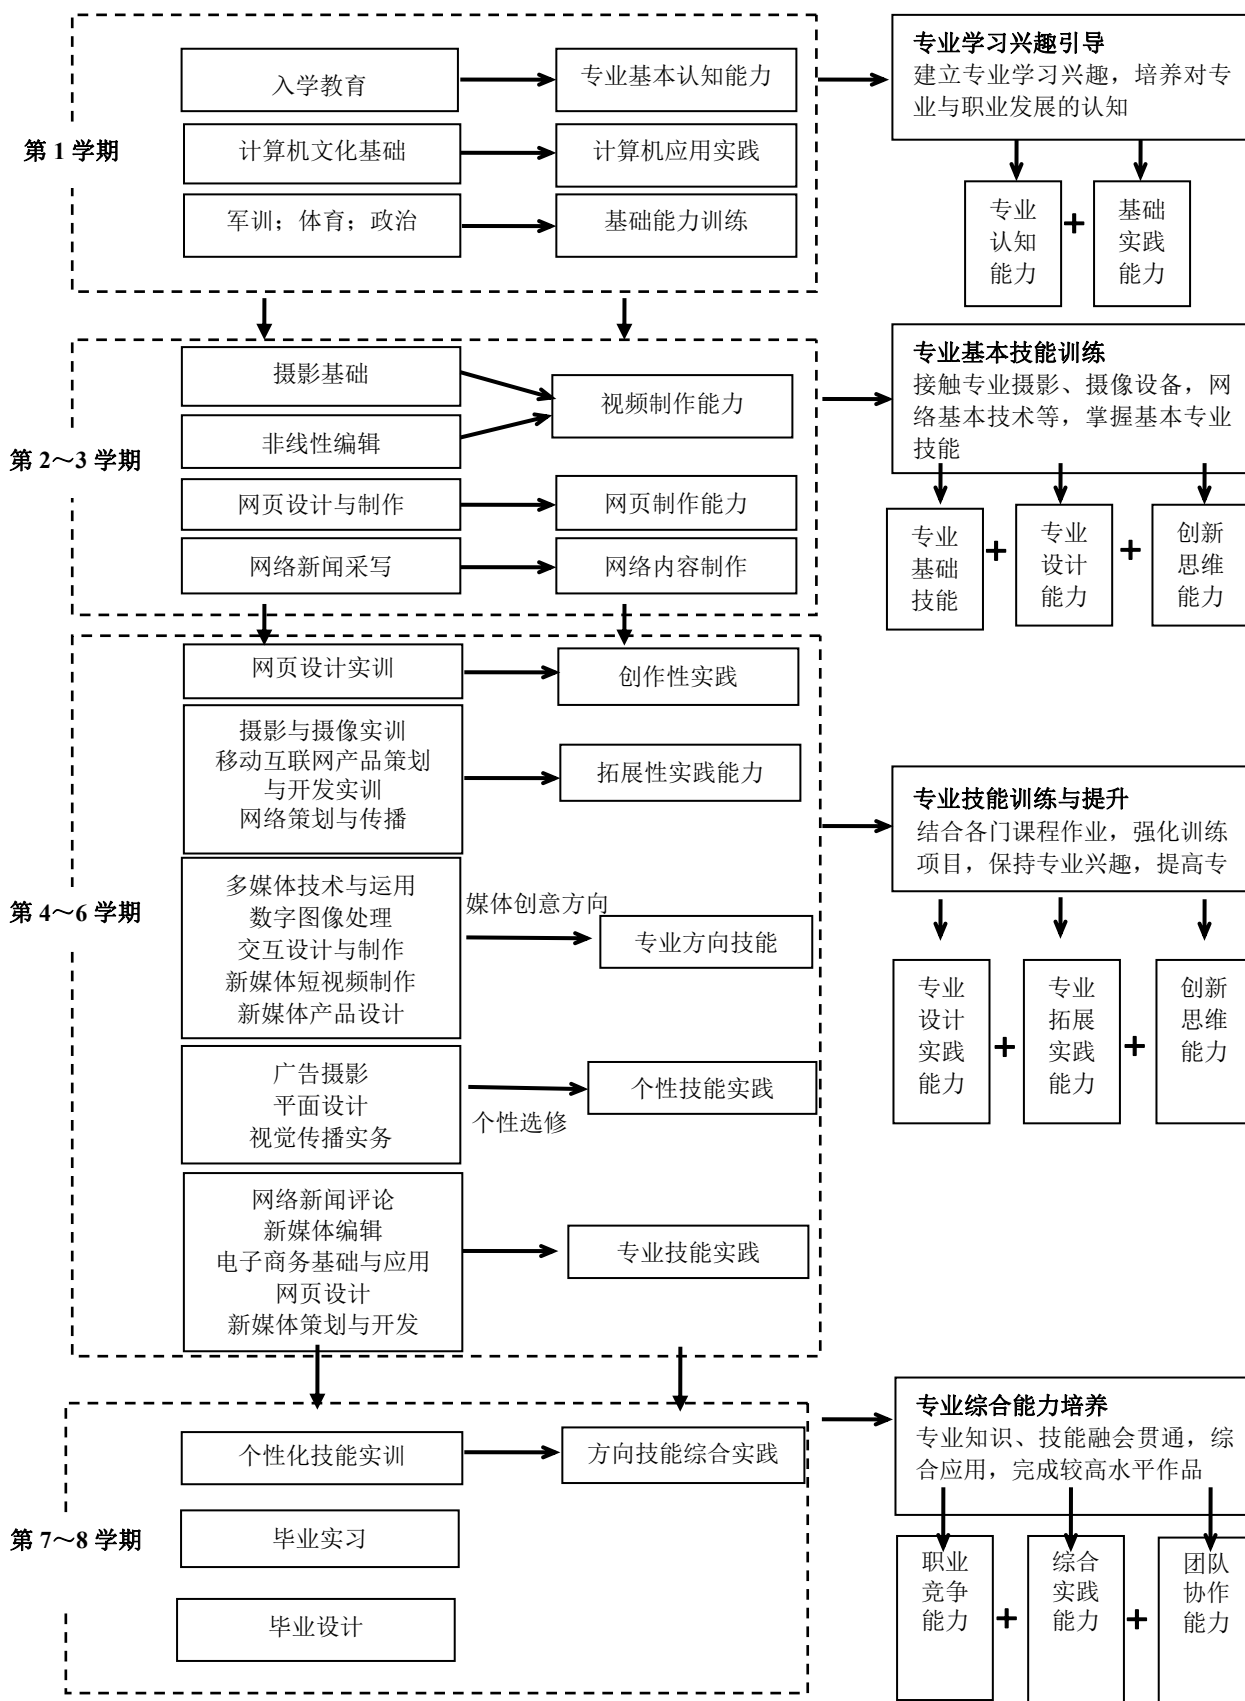 第 1 学期
入学教育
专业基本认知能力
计算机文化基础
计算机应用实践
军训；体育；政治
基础能力训练
专业学习兴趣引导
建立专业学习兴趣，培养对专
业与职业发展的认知
专业
认知
能力
+
基础
实践
能力
第 2～3 学期
摄影基础
非线性编辑
视频制作能力
网页设计与制作
网页制作能力
网络新闻采写
网络内容制作
专业基本技能训练
接触专业摄影、摄像设备，网
络基本技术等，掌握基本专业
技能
专业
基础
技能
+
专业
设计
能力
+
创新
思维
能力
第 4～6 学期
网页设计实训
创作性实践
摄影与摄像实训
移动互联网产品策划
与开发实训
网络策划与传播
拓展性实践能力
多媒体技术与运用
数字图像处理
交互设计与制作
新媒体短视频制作
新媒体产品设计
媒体创意方向
专业方向技能
广告摄影
平面设计
视觉传播实务
个性选修
个性技能实践
网络新闻评论
新媒体编辑
电子商务基础与应用
网页设计
新媒体策划与开发
专业技能实践
专业技能训练与提升
结合各门课程作业，强化训练
项目，保持专业兴趣，提高专
专业
设计
实践
能力
+
专业
拓展
实践
能力
+
创新
思维
能力
第 7～8 学期
个性化技能实训
方向技能综合实践
毕业实习
毕业设计
专业综合能力培养
专业知识、技能融会贯通，综
合应用，完成较高水平作品
职业
竞争
能力
+
综合
实践
能力
+
团队
协作
能力